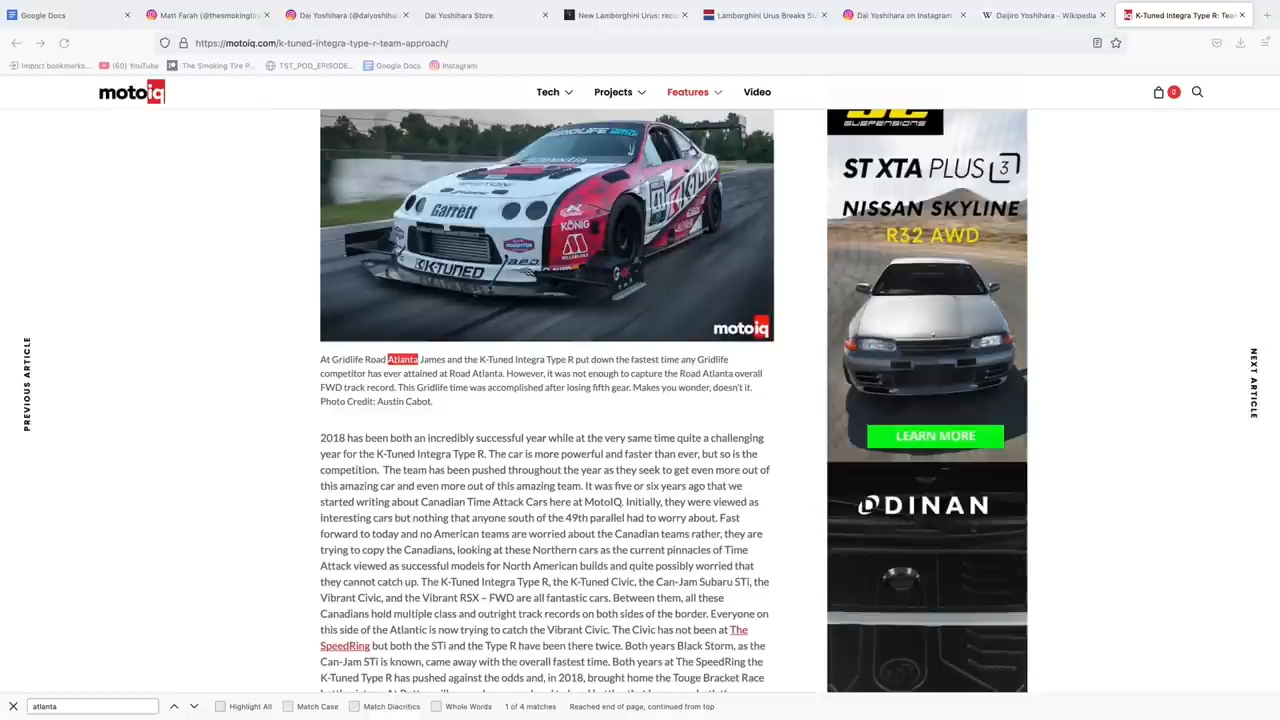 Google Docs
Matt Farah (@thesmokingti
Dai Yoshihara (@daiyoshihai
Dai Yoshihara Store
New Lamborghini Urus: reco
Lamborghini Urus Breaks SU
Dai Yoshihara on Instagram
Daijiro Yoshihara - Wikipedia
K-Tuned Integra Type R: Tea
https://motoiq.com/k-tuned-integra-type-r-team-approach/
Import bookmarks...
(60) YouTube
The Smoking Tire P...
TST_POD_EPISODE...
Google Docs
Instagram
motoiq
Tech
Projects
Features
Video
0
GRIDLIFE
Garrett
KÖNIG
K-TUNED
motoiq
SUSPENSIONS
ST XTA PLUS 3
NISSAN SKYLINE
R32 AWD
LEARN MORE
DINAN
PREVIOUS ARTICLE
NEXT ARTICLE
At Gridlife Road Atlanta James and the K-Tuned Integra Type R put down the fastest time any Gridlife
competitor has ever attained at Road Atlanta. However, it was not enough to capture the Road Atlanta overall
FWD track record. This Gridlife time was accomplished after losing fifth gear. Makes you wonder, doesn't it.
Photo Credit: Austin Cabot.
2018 has been both an incredibly successful year while at the very same time quite a challenging
year for the K-Tuned Integra Type R. The car is more powerful and faster than ever, but so is the
competition. The team has been pushed throughout the year as they seek to get even more out of
this amazing car and even more out of this amazing team. It was five or six years ago that we
started writing about Canadian Time Attack Cars here at MotoIQ. Initially, they were viewed as
interesting cars but nothing that anyone south of the 49th parallel had to worry about. Fast
forward to today and no American teams are worried about the Canadian teams rather, they are
trying to copy the Canadians, looking at these Northern cars as the current pinnacles of Time
Attack viewed as successful models for North American builds and quite possibly worried that
they cannot catch up. The K-Tuned Integra Type R, the K-Tuned Civic, the Can-Jam Subaru STi, the
Vibrant Civic, and the Vibrant RSX – FWD are all fantastic cars. Between them, all these
Canadians hold multiple class and outright track records on both sides of the border. Everyone on
this side of the Atlantic is now trying to catch the Vibrant Civic. The Civic has not been at The
SpeedRing but both the STi and the Type R have been there twice. Both years Black Storm, as the
Can-Jam STi is known, came away with the overall fastest time. Both years at The SpeedRing the
K-Tuned Type R has pushed against the odds and, in 2018, brought home the Touge Bracket Race
atlanta
Highlight All
Match Case
Match Diacritics
Whole Words
1 of 4 matches
Reached end of page, continued from top